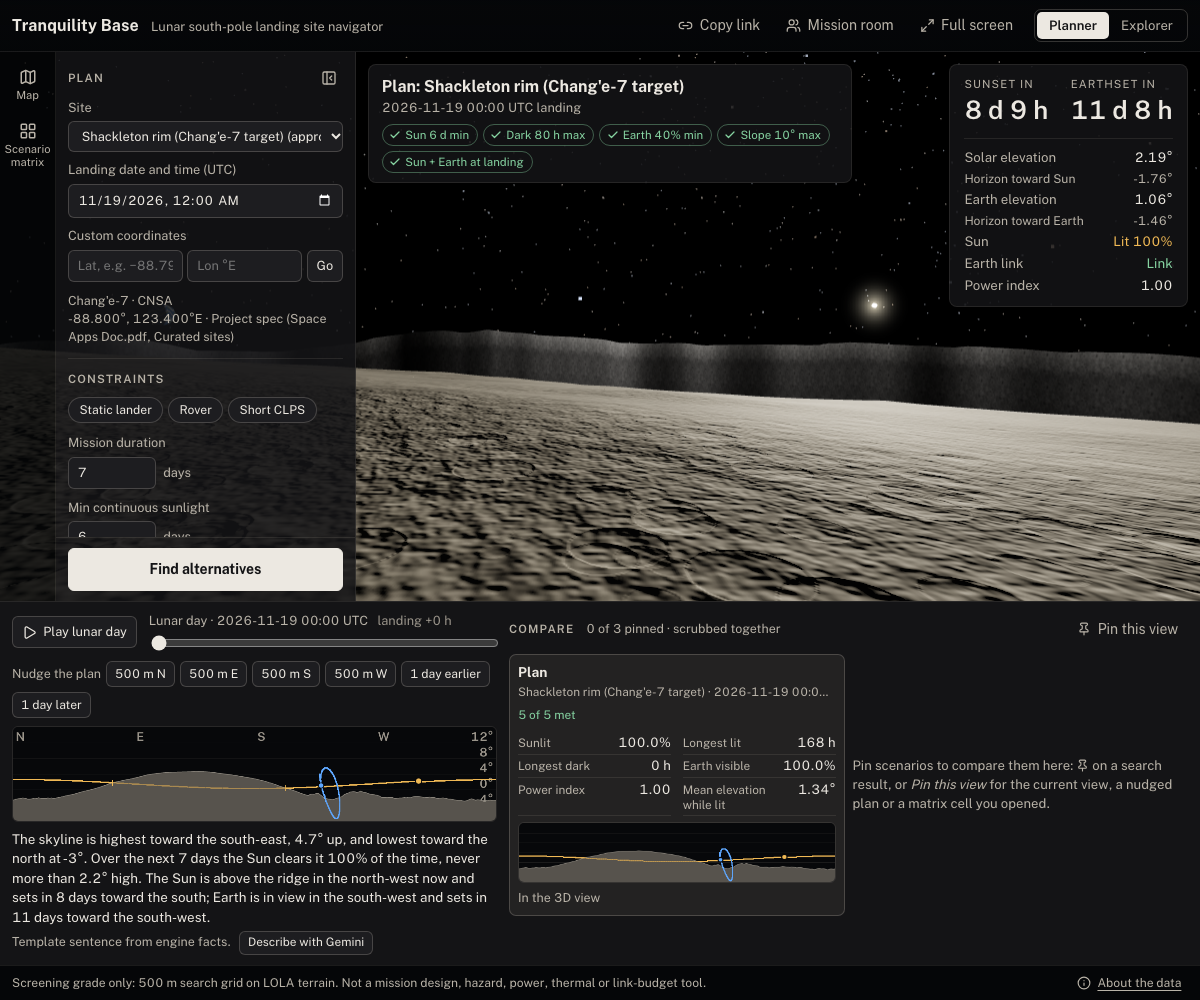 Tranquility Base Lunar south-pole landing site navigator
Copy link Mission room Full screen Planner Explorer
Map
Scenario
matrix
PLAN
Site
Shackleton rim (Chang'e-7 target) (appro
Landing date and time (UTC)
11/19/2026, 12:00 AM
Custom coordinates
Lat, e.g. −88.79 Lon °E Go
Chang'e-7 · CNSA
-88.800°, 123.400°E · Project spec (Space
Apps Doc.pdf, Curated sites)
CONSTRAINTS
Static lander Rover Short CLPS
Mission duration
7 days
Min continuous sunlight
6 days
Find alternatives
Plan: Shackleton rim (Chang'e-7 target)
2026-11-19 00:00 UTC landing
Sun 6 d min Dark 80 h max Earth 40% min Slope 10° max
Sun + Earth at landing
SUNSET IN EARTHSET IN
8 d 9 h 11 d 8 h
Solar elevation 2.19°
Horizon toward Sun -1.76°
Earth elevation 1.06°
Horizon toward Earth -1.46°
Sun Lit 100%
Earth link Link
Power index 1.00
Play lunar day Lunar day · 2026-11-19 00:00 UTC landing +0 h
Nudge the plan 500 m N 500 m E 500 m S 500 m W 1 day earlier
1 day later
N E S W 12°
8°
4°
0°
4°
The skyline is highest toward the south-east, 4.7° up, and lowest toward the
north at -3°. Over the next 7 days the Sun clears it 100% of the time, never
more than 2.2° high. The Sun is above the ridge in the north-west now and
sets in 8 days toward the south; Earth is in view in the south-west and sets in
11 days toward the south-west.
Template sentence from engine facts. Describe with Gemini
COMPARE 0 of 3 pinned · scrubbed together Pin this view
Plan
Shackleton rim (Chang'e-7 target) · 2026-11-19 00:0...
5 of 5 met
Sunlit 100.0% Longest lit 168 h
Longest dark 0 h Earth visible 100.0%
Power index 1.00 Mean elevation 1.34°
while lit
In the 3D view
Pin scenarios to compare them here: on a search
result, or Pin this view for the current view, a nudged
plan or a matrix cell you opened.
Screening grade only: 500 m search grid on LOLA terrain. Not a mission design, hazard, power, thermal or link-budget tool. About the data